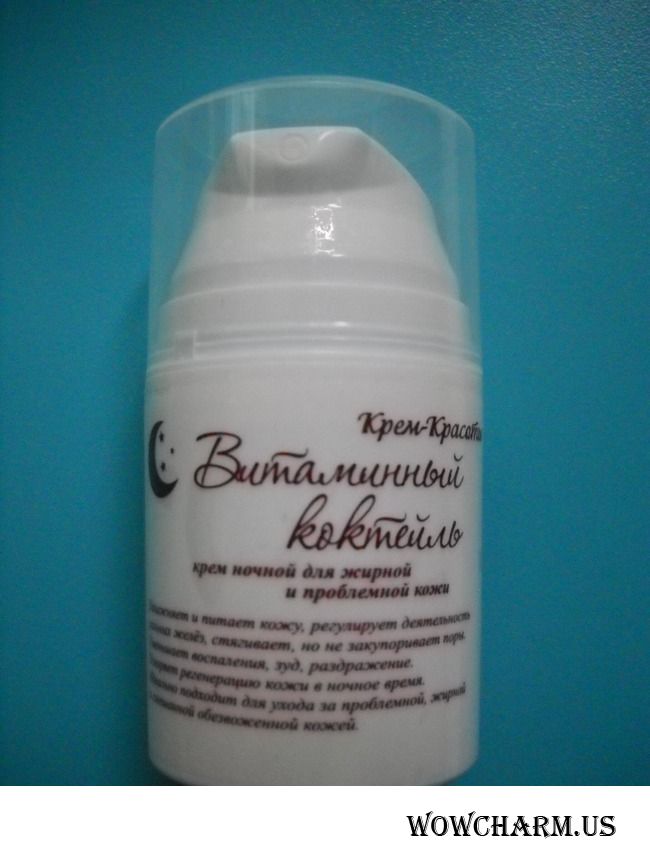 Крем-Красот
Витаминный
коктейль
крем ночной для жирной
и проблемной кожи
и питает кожу, регулирует деятельность
желёз, стягивает, но не закупоривает поры.
воспаления, зуд, раздражение.
регенерацию кожи в ночное время.
подходит для ухода за проблемной, жирной
обезвоженной кожей.
WOWCHARM.US